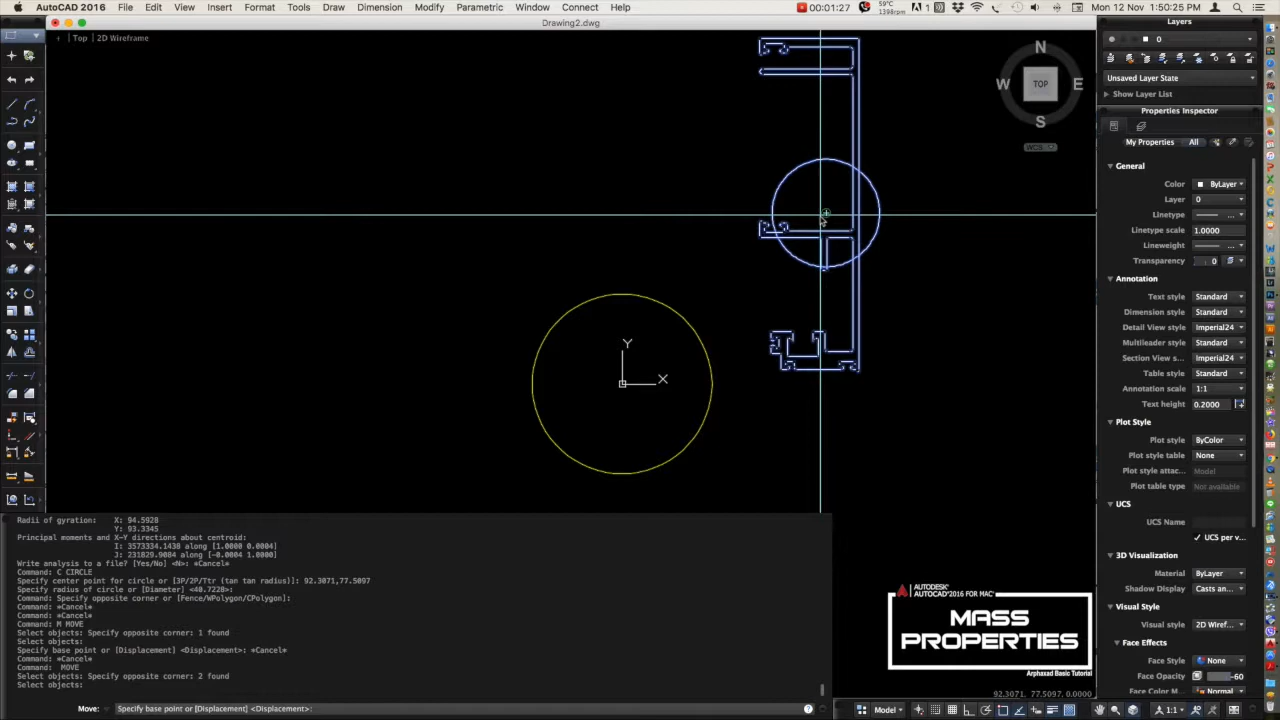 AutoCAD 2016 File Edit View Insert Format Tools Draw Dimension Modify Parametric Window Connect Help
00:01:27 59°C 1398rpm 1 Mon 12 Nov 15:50:25 PM
Drawing2.dwg
Top 2D Wireframe
N
W TOP E
S
Y
X
Layers
0
Unsaved Layer State
Show Layer List
Properties Inspector
My Properties All
General
Color ByLayer
Layer 0
Linetype ...
Linetype scale 1.0000
Lineweight ...
Transparency 0
Annotation
Text style Standard
Dimension style Standard
Detail View style Imperial24
Multileader style Standard
Section View s... Imperial24
Table style Standard
Annotation scale 1:1
Text height 0.2000
Plot Style
Plot style ByColor
Plot style table None
Plot style attac... Model
Plot table type Not available
UCS
UCS Name
UCS per v...
3D Visualization
Material ByLayer
Shadow Display Casts an...
Visual Style
Visual style 2D Wiref...
Face Effects
Face Style None
Face Opacity -60
Face Color M... Normal
Radii of gyration: X: 94.5928
Y: 93.3345
Principal moments and X-Y directions about centroid:
I: 3573334.1438 along [1.0000 0.0004]
J: 231829.9084 along [-0.0004 1.0000]
Write analysis to a file? [Yes/No] <N>: *Cancel*
Command: C CIRCLE
Specify center point for circle or [3P/2P/Ttr (tan tan radius)]: 92.3071,77.5097
Specify radius of circle or [Diameter] <40.7228>:
Command: Specify opposite corner or [Fence/WPolygon/CPolygon]:
Command: *Cancel*
Command: *Cancel*
Command: M MOVE
Select objects: Specify opposite corner: 1 found
Select objects:
Specify base point or [Displacement] <Displacement>: *Cancel*
Command: *Cancel*
Command: MOVE
Select objects: Specify opposite corner: 2 found
Select objects:
Move: Specify base point or [Displacement] <Displacement>:
AUTODESK®
AUTOCAD®2016 FOR MAC®
MASS
PROPERTIES
Arphaxad Basic Tutorial
92.3071, 77.5097, 0.0000
Model 1:1